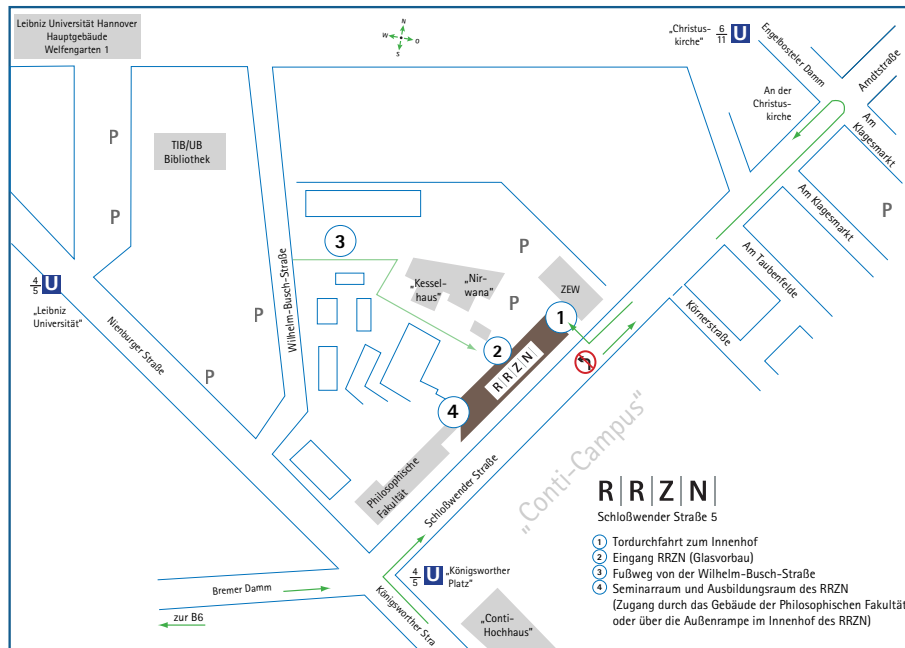 Leibniz Universität Hannover
Hauptgebäude
Welfengarten 1
N
W
O
S
„Christus-
kirche"
6
11
U
Engelbosteler Damm
Arndtstraße
An der
Christus-
kirche
Am
Klagesmarkt
P
TIB/UB
Bibliothek
Am Klagesmarkt
P
P
3
P
Am Taubenfelde
4
5
U
„Leibniz
Universität"
Wilhelm-Busch-Straße
„Kessel-
haus"
„Nir-
wana"
ZEW
P
P
1
Körnerstraße
Nienburger Straße
2
R|R|Z|N|
P
4
„Conti-Campus"
Philosophische
Fakultät
Schloßwender Straße
R|R|Z|N|
Schloßwender Straße 5
1 Tordurchfahrt zum Innenhof
2 Eingang RRZN (Glasvorbau)
3 Fußweg von der Wilhelm-Busch-Straße
4 Seminarraum und Ausbildungsraum des RRZN
(Zugang durch das Gebäude der Philosophischen Fakultät
oder über die Außenrampe im Innenhof des RRZN)
4
5
U
„Königsworther
Platz"
Bremer Damm
zur B6
Königsworther Stra
„Conti-
Hochhaus"